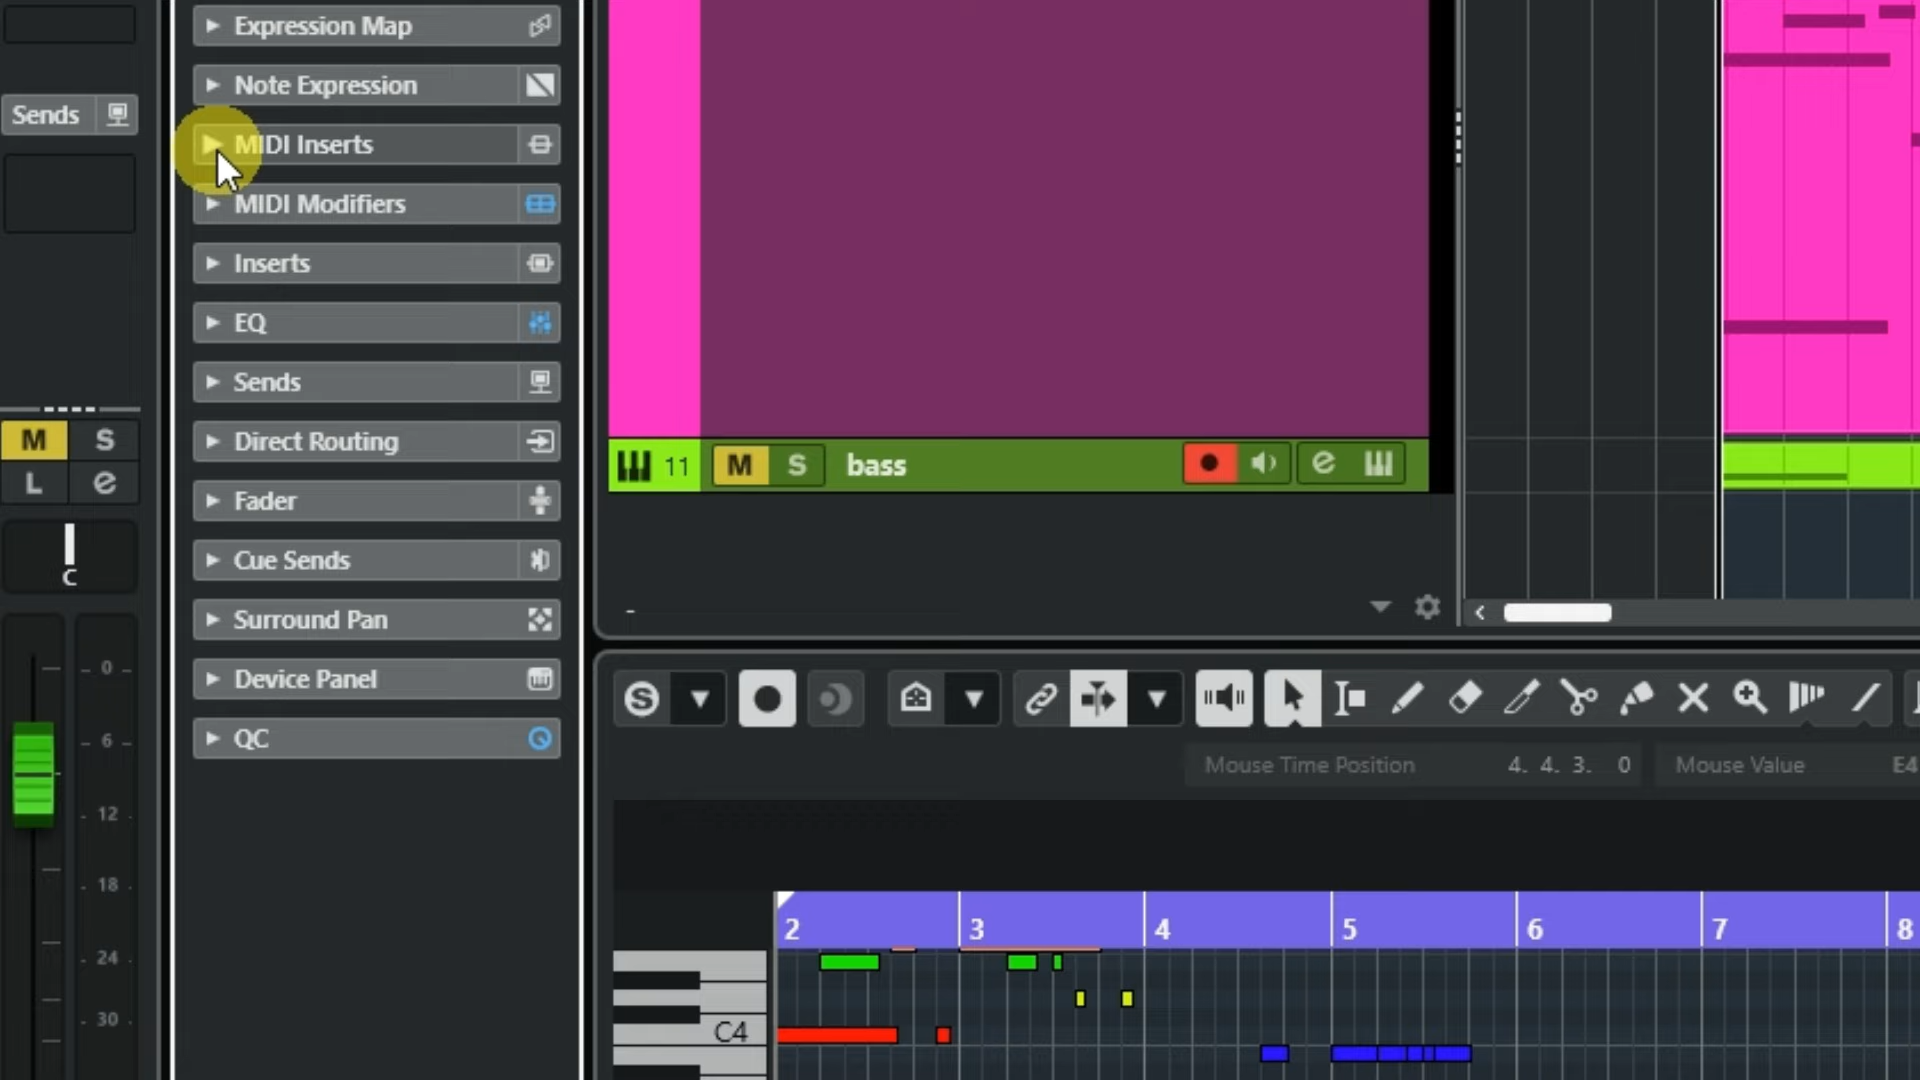 Expression Map
Note Expression
Sends
MIDI Inserts
MIDI Modifiers
Inserts
EQ
Sends
Direct Routing
M S
L e
Fader
Cue Sends
C
Surround Pan
Device Panel
QC
0
6
12
18
24
30
11 M S bass e
-
S
Mouse Time Position 4. 4. 3. 0 Mouse Value E4
2 3 4 5 6 7 8
C4